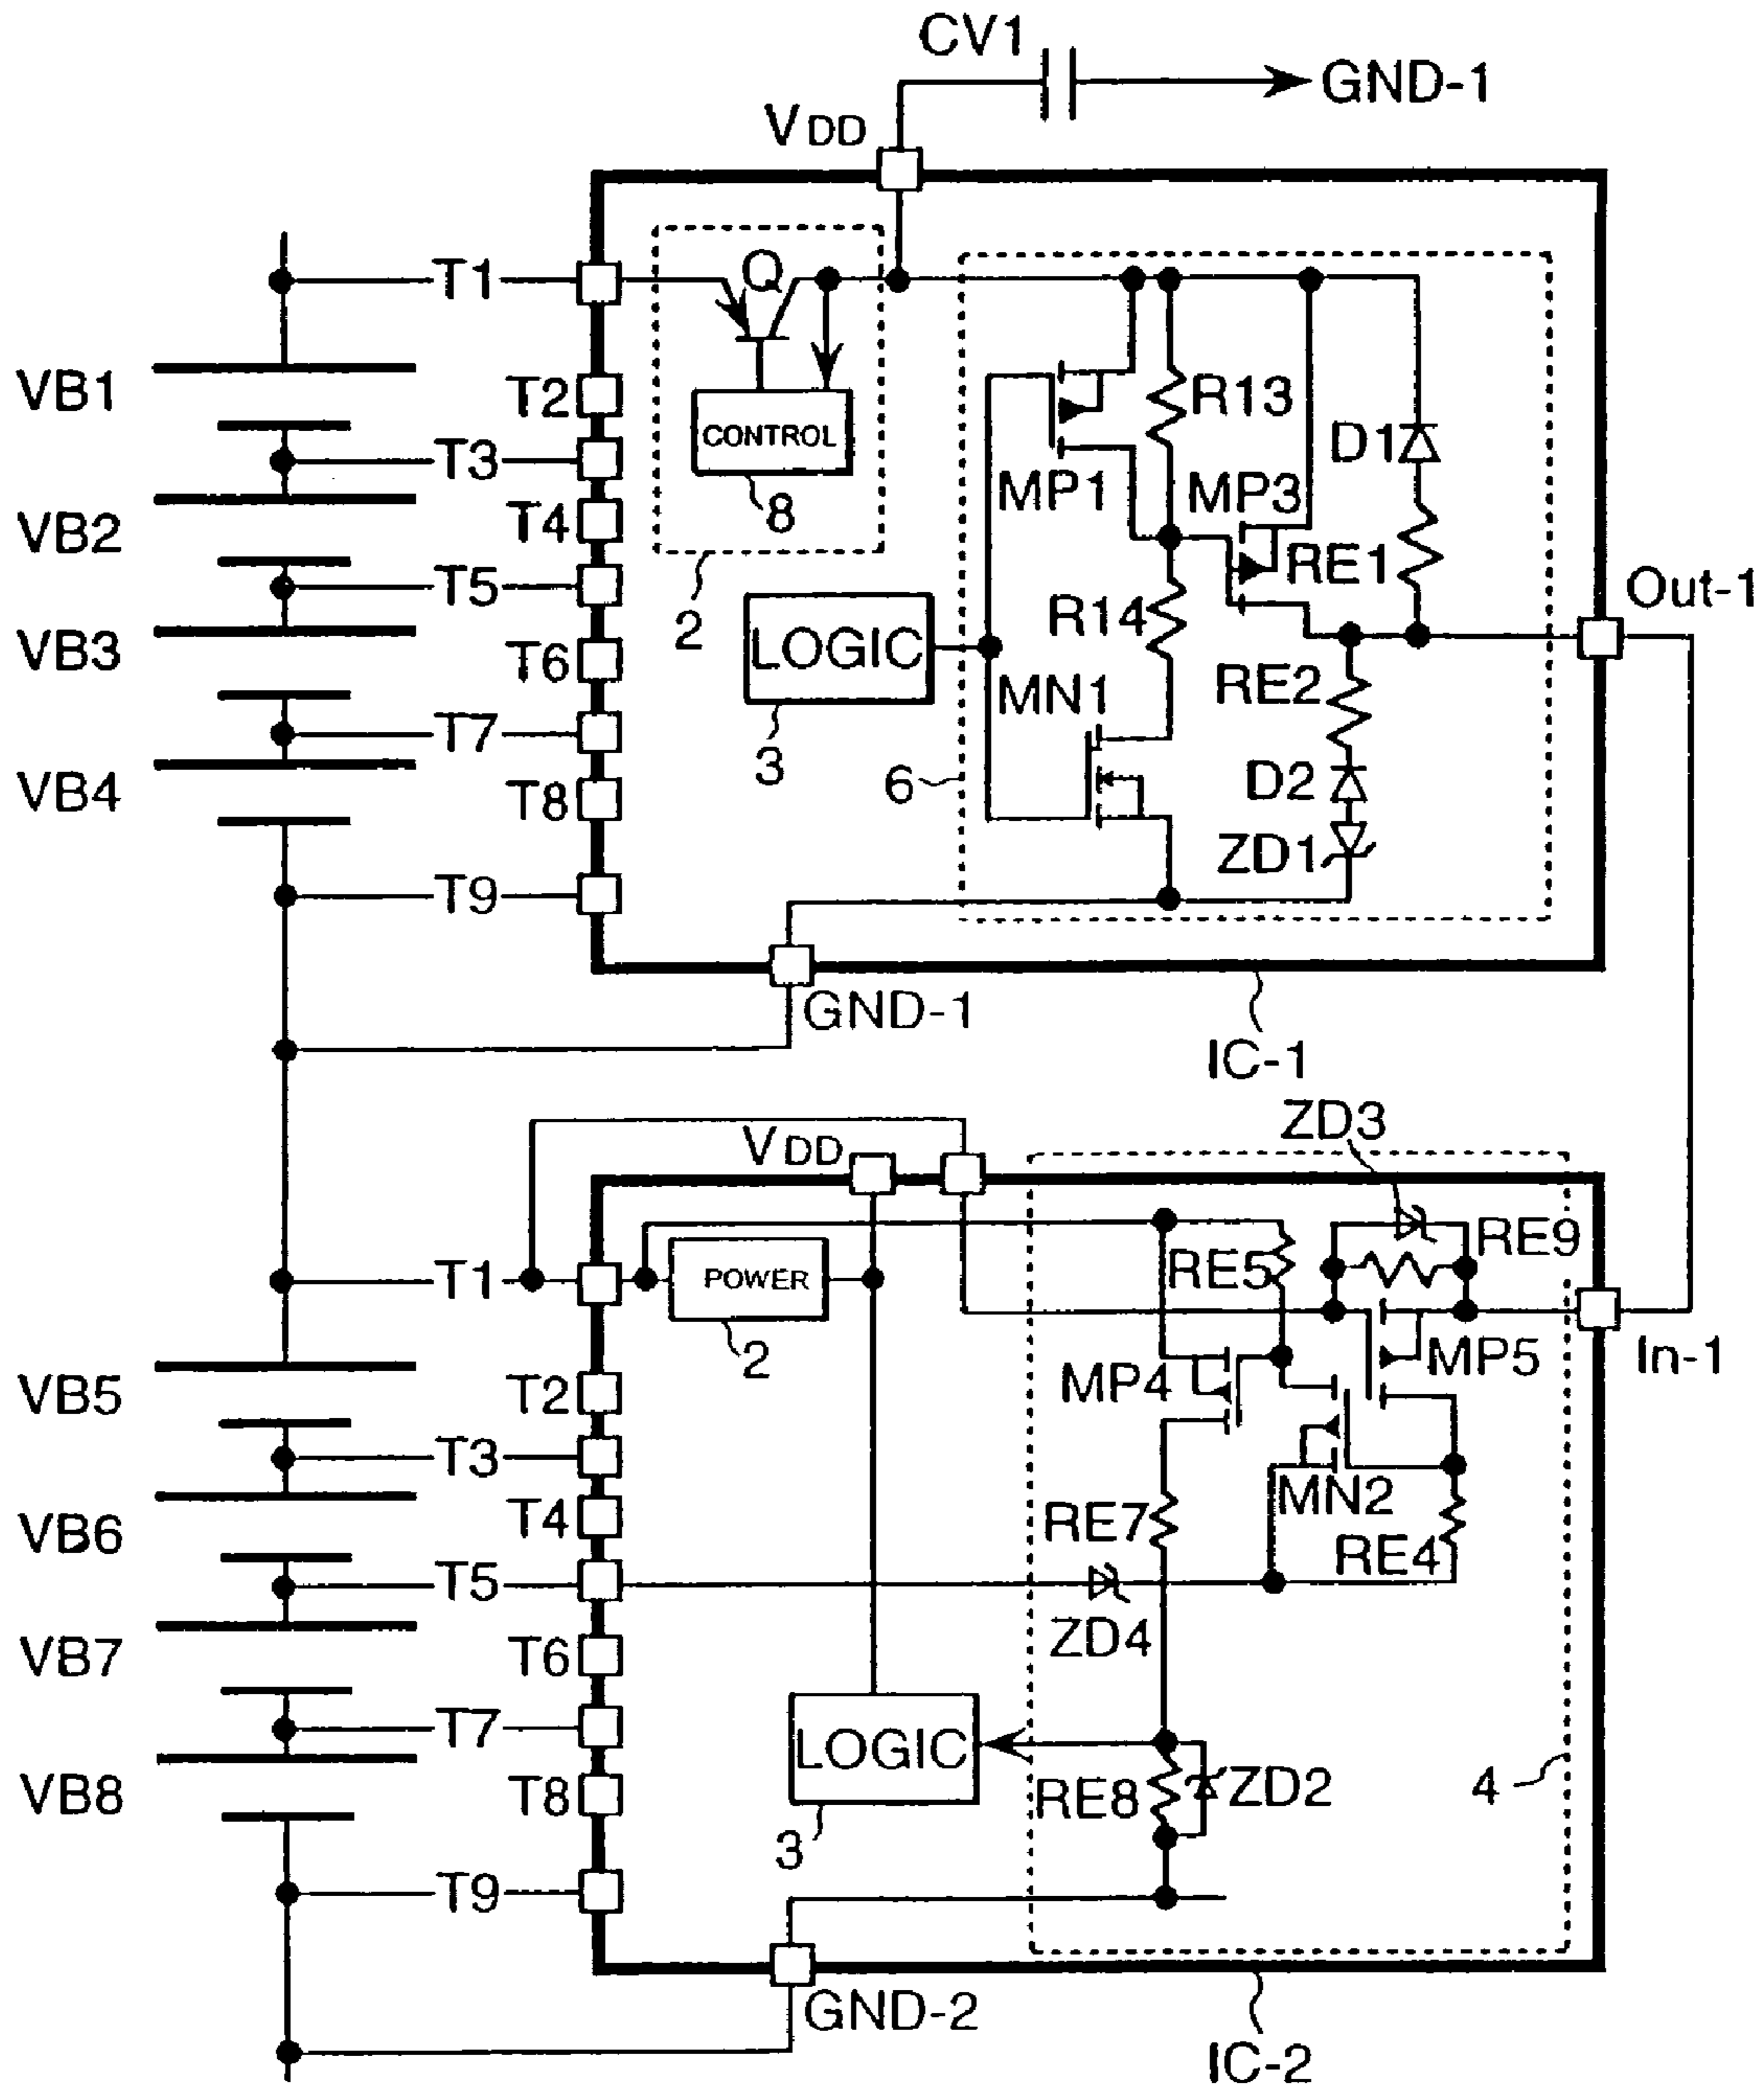 CV1
GND-1
VDD
T1
Q
VB1
T2
CONTROL
R13
D1
T3
MP1
MP3
8
VB2
T4
RE1
T5
2
LOGIC
R14
Out-1
VB3
T6
RE2
MN1
T7
3
6
D2
VB4
T8
ZD1
T9
GND-1
IC-1
ZD3
VDD
RE9
T1
POWER
RE5
2
MP4
MP5
In-1
VB5
T2
T3
MN2
VB6
T4
RE7
RE4
T5
ZD4
VB7
T6
T7
LOGIC
VB8
T8
RE8
ZD2
4
3
T9
GND-2
IC-2